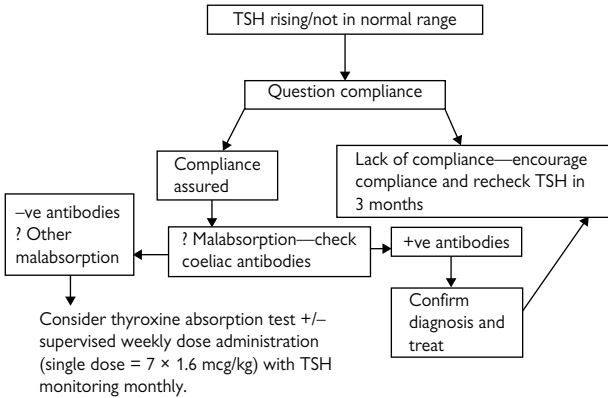 TSH rising/not in normal range
Question compliance
Compliance
assured
Lack of compliance—encourage
compliance and recheck TSH in
3 months
–ve antibodies
? Other
malabsorption
? Malabsorption—check
coeliac antibodies
+ve antibodies
Confirm
diagnosis and
treat
Consider thyroxine absorption test +/–
supervised weekly dose administration
(single dose = 7 × 1.6 mcg/kg) with TSH
monitoring monthly.